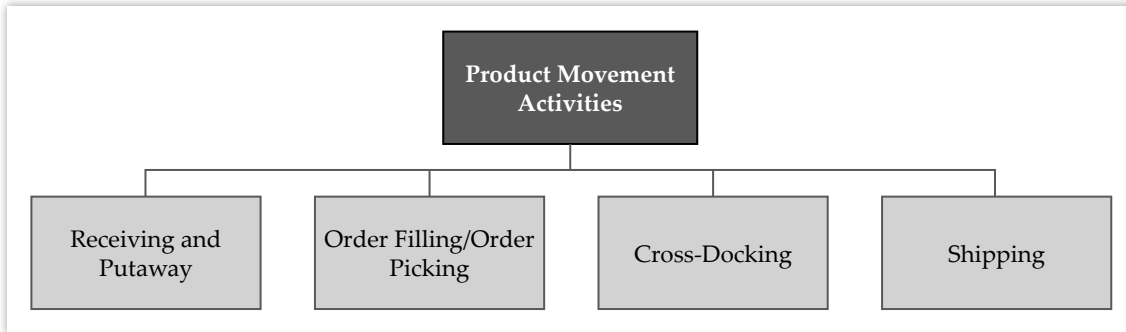 Product Movement
Activities
Receiving and
Putaway
Order Filling/Order
Picking
Cross-Docking
Shipping